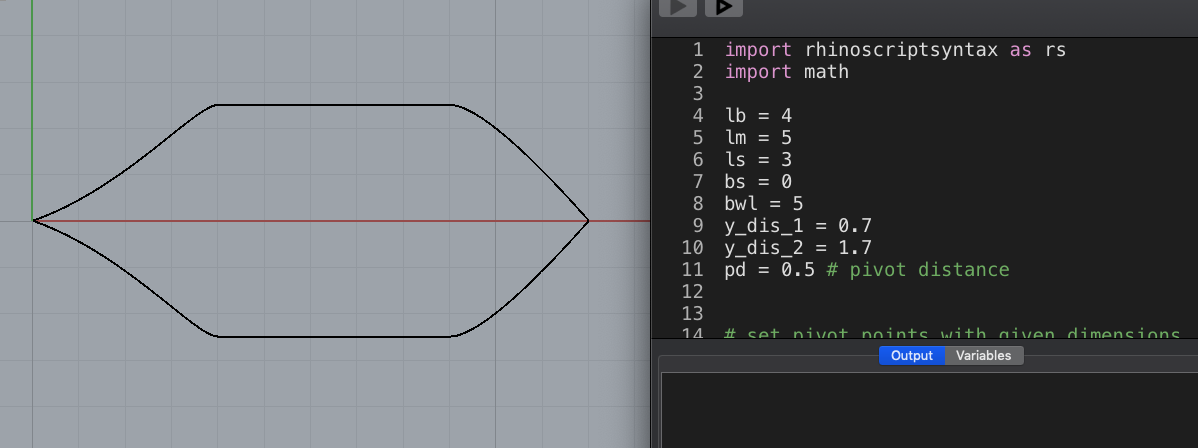 1 import rhinoscriptsyntax as rs
2 import math
3
4 lb = 4
5 lm = 5
6 ls = 3
7 bs = 0
8 bwl = 5
9 y_dis_1 = 0.7
10 y_dis_2 = 1.7
11 pd = 0.5 # pivot distance
12
13
14 # set pivot points with given dimensions
Output Variables